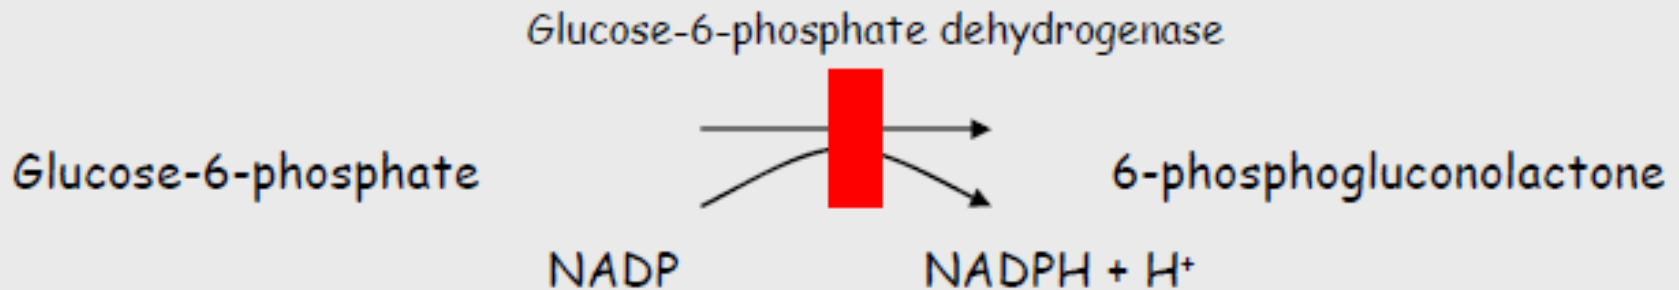 Glucose-6-phosphate dehydrogenase
Glucose-6-phosphate
6-phosphogluconolactone
NADP
NADPH + H⁺